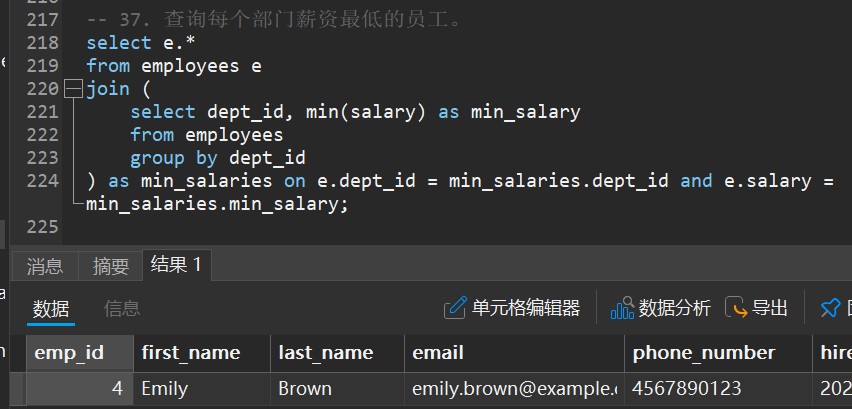 217 -- 37. 查询每个部门薪资最低的员工。
218 select e.*
219 from employees e
220 join (
221 select dept_id, min(salary) as min_salary
222 from employees
223 group by dept_id
224 ) as min_salaries on e.dept_id = min_salaries.dept_id and e.salary =
min_salaries.min_salary;
225
消息 摘要 结果 1
数据 信息 单元格编辑器 数据分析 导出
emp_id first_name last_name email phone_number hire
4 Emily Brown emily.brown@example. 4567890123 202